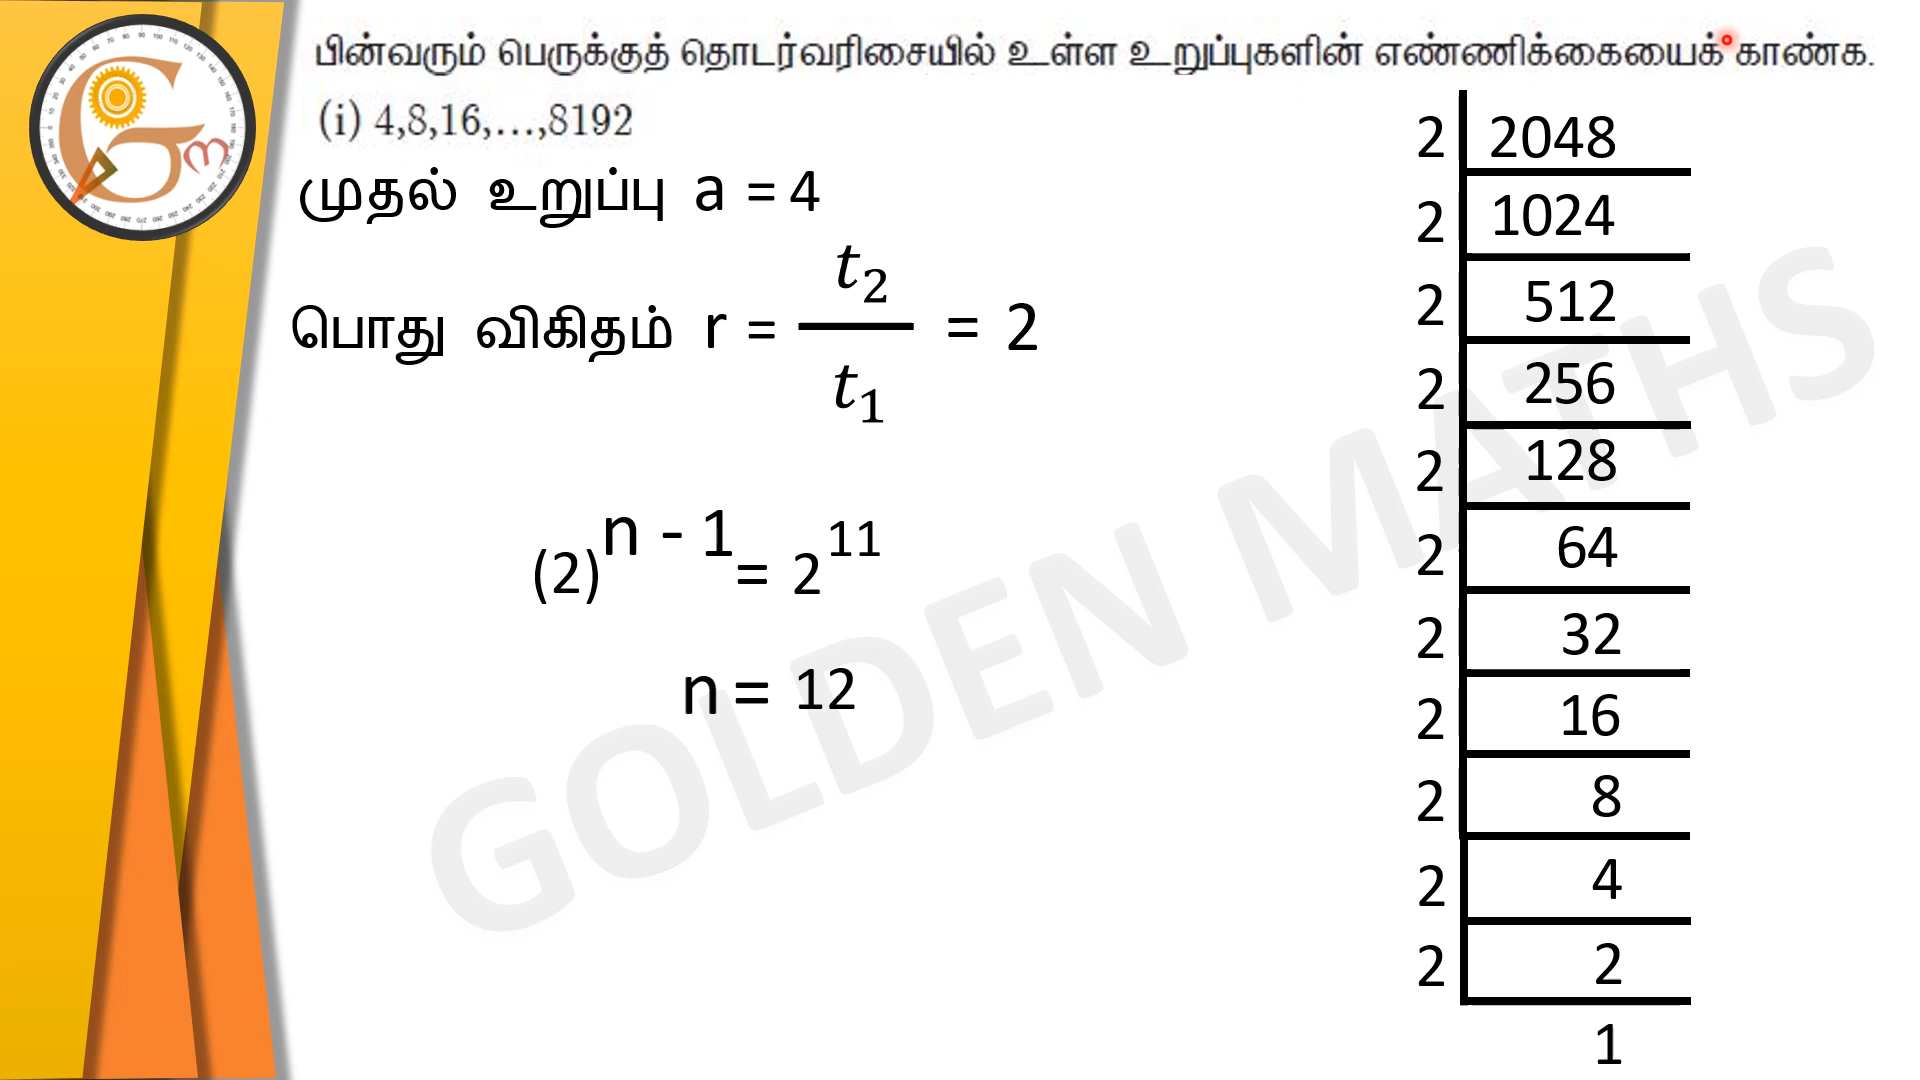 பின்வரும் பெருக்குத் தொடர்வரிசையில் உள்ள உறுப்புகளின் எண்ணிக்கையைக் காண்க.
(i) 4,8,16,...,8192
முதல் உறுப்பு a = 4
பொது விகிதம் r = t₂ / t₁ = 2
(2)ⁿ ⁻ ¹ = 2¹¹
n = 12
2 2048
2 1024
2 512
2 256
2 128
2 64
2 32
2 16
2 8
2 4
2 2
1
GOLDEN MATHS